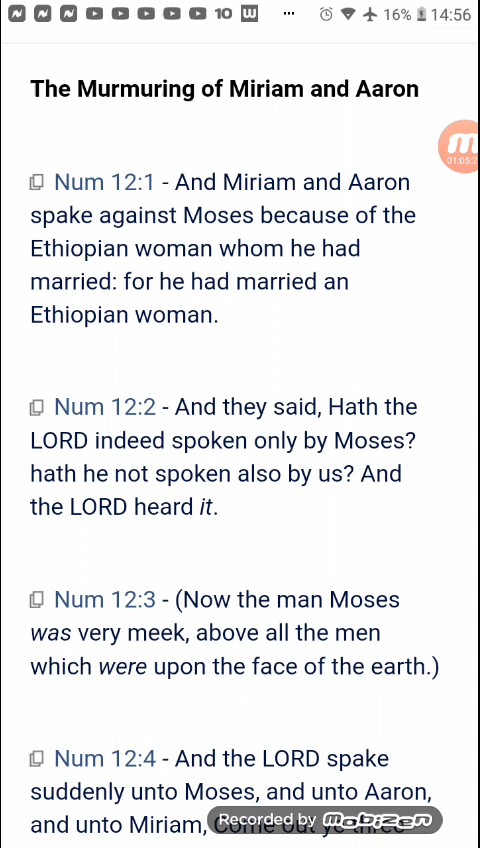 10 16% 14:56
The Murmuring of Miriam and Aaron
01:05:2
Num 12:1 - And Miriam and Aaron
spake against Moses because of the
Ethiopian woman whom he had
married: for he had married an
Ethiopian woman.
Num 12:2 - And they said, Hath the
LORD indeed spoken only by Moses?
hath he not spoken also by us? And
the LORD heard it.
Num 12:3 - (Now the man Moses
was very meek, above all the men
which were upon the face of the earth.)
Num 12:4 - And the LORD spake
suddenly unto Moses, and unto Aaron,
and unto Miriam, Come out ye three
Recorded by mobizen